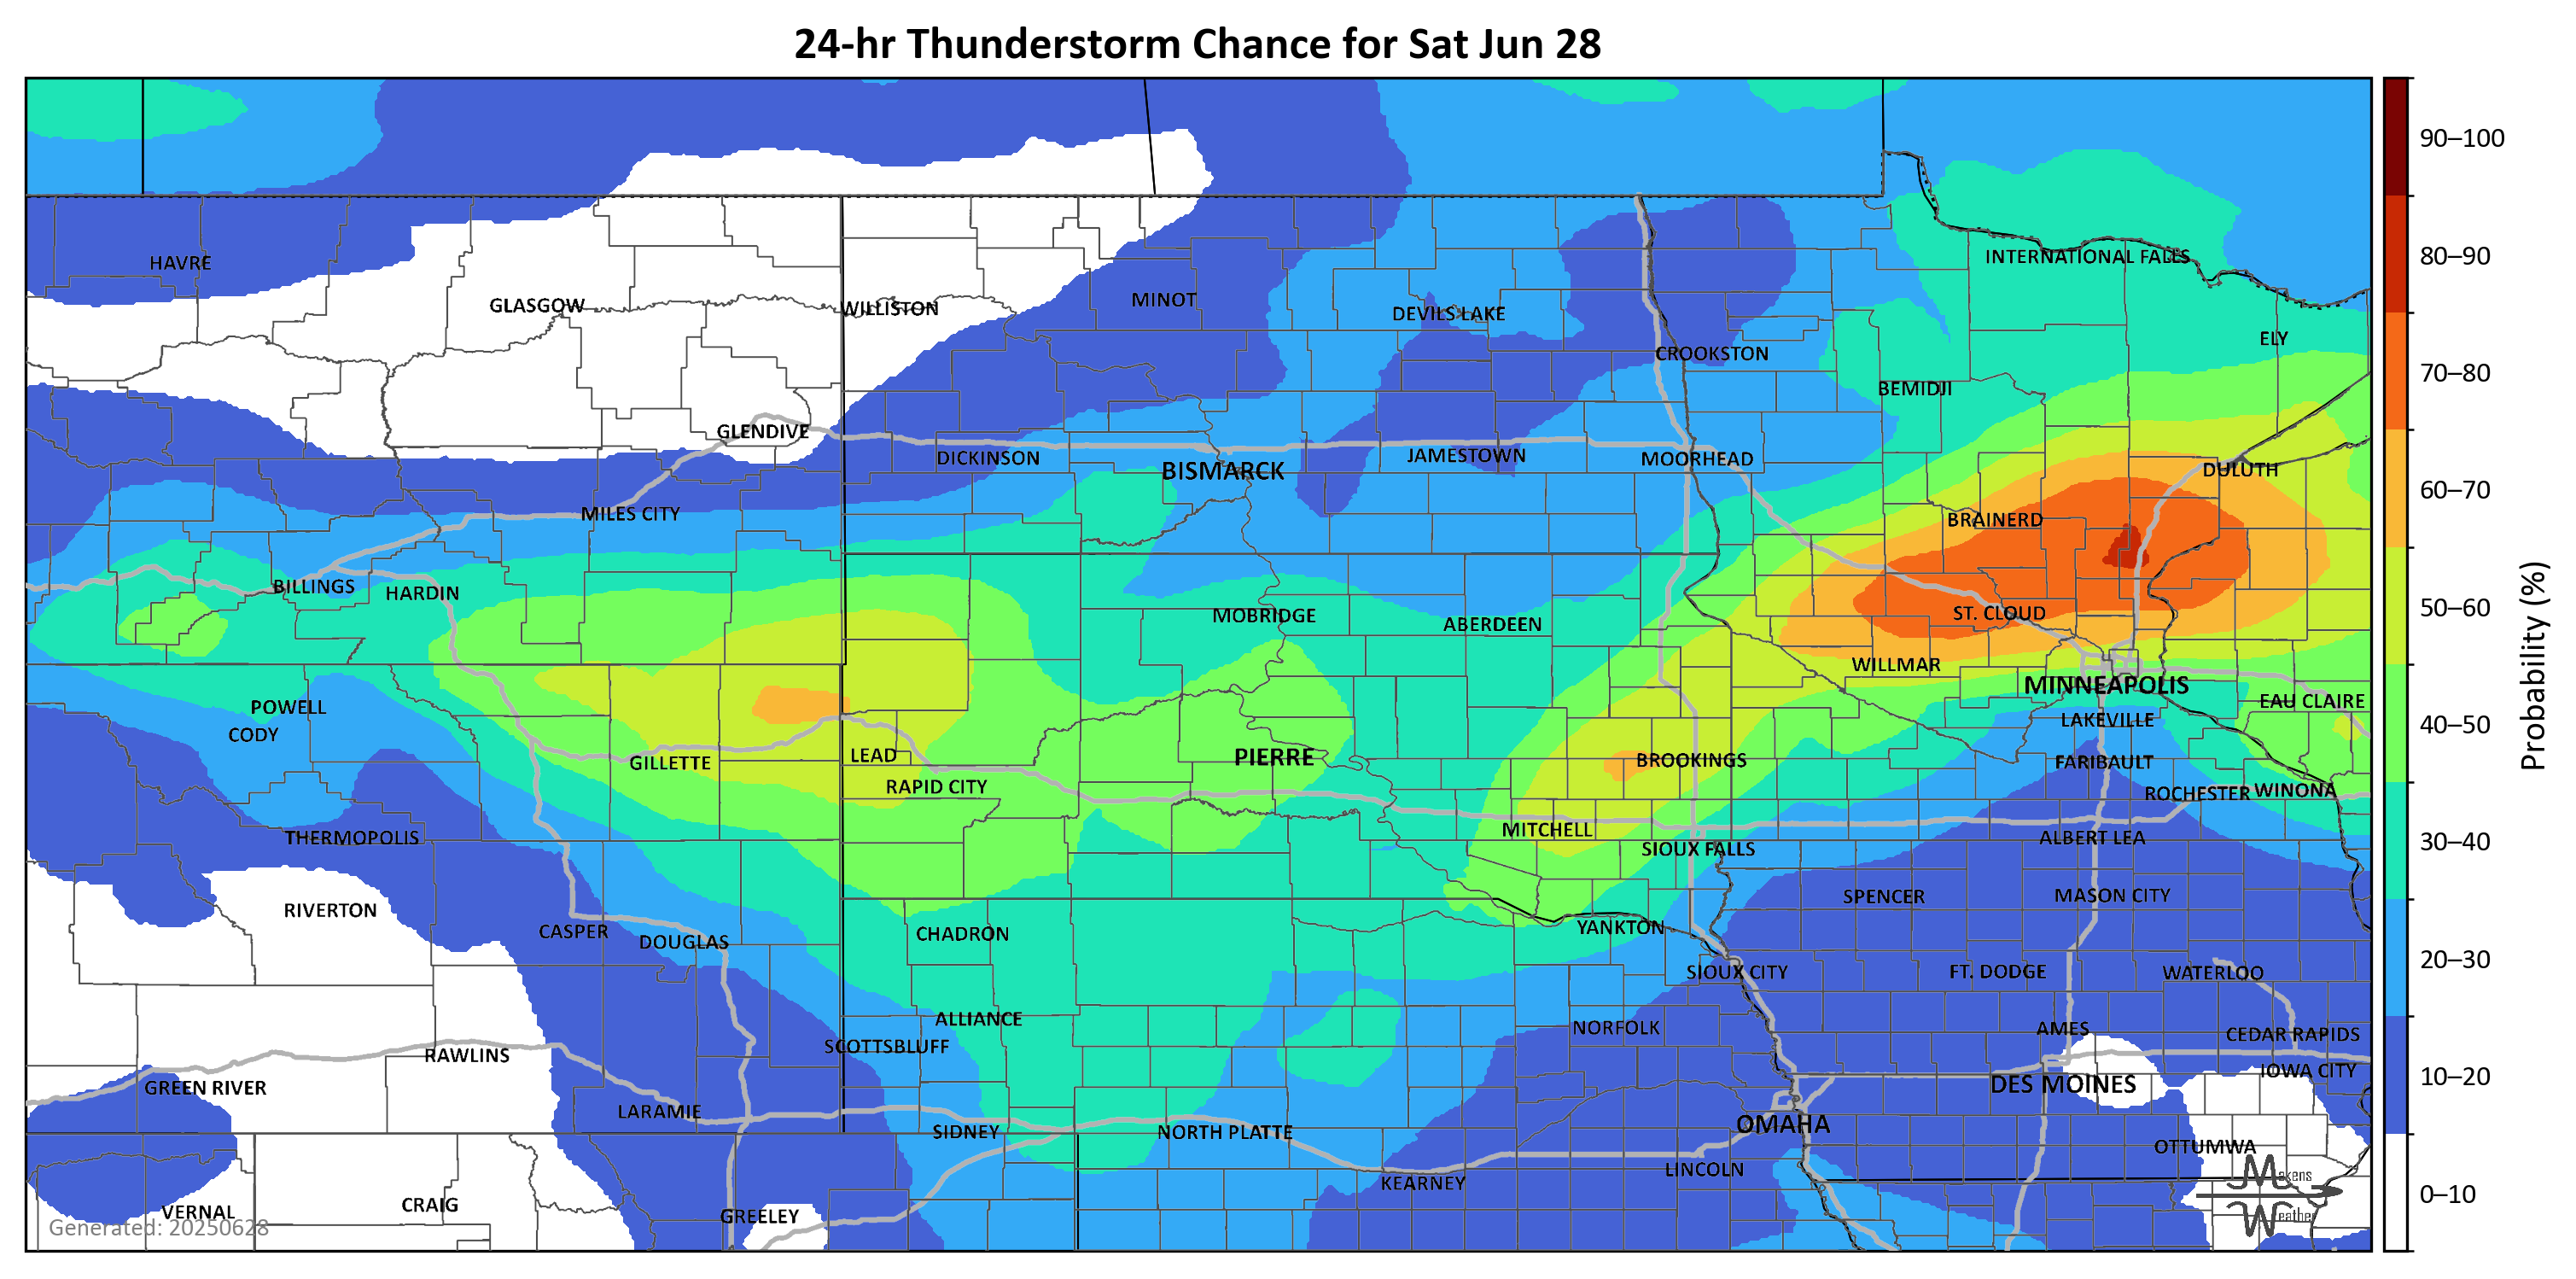 24-hr Thunderstorm Chance for Sat Jun 28
90–100
80–90
70–80
60–70
50–60
40–50
30–40
20–30
10–20
0–10
Probability (%)
HAVRE
INTERNATIONAL FALLS
GLASGOW
WILLISTON
MINOT
DEVILS LAKE
ELY
CROOKSTON
BEMIDJI
GLENDIVE
DICKINSON
BISMARCK
JAMESTOWN
MOORHEAD
DULUTH
MILES CITY
BRAINERD
BILLINGS
HARDIN
MOBRIDGE
ABERDEEN
ST. CLOUD
WILLMAR
MINNEAPOLIS
POWELL
EAU CLAIRE
CODY
LAKEVILLE
GILLETTE
LEAD
PIERRE
BROOKINGS
FARIBAULT
RAPID CITY
ROCHESTER
WINONA
THERMOPOLIS
MITCHELL
ALBERT LEA
SIOUX FALLS
RIVERTON
SPENCER
MASON CITY
CASPER
DOUGLAS
CHADRON
YANKTON
SIOUX CITY
FT. DODGE
WATERLOO
ALLIANCE
NORFOLK
AMES
CEDAR RAPIDS
SCOTTSBLUFF
RAWLINS
IOWA CITY
GREEN RIVER
DES MOINES
LARAMIE
OMAHA
SIDNEY
NORTH PLATTE
OTTUMWA
LINCOLN
KEARNEY
VERNAL
CRAIG
GREELEY
Generated: 20250628
Makens
Weather